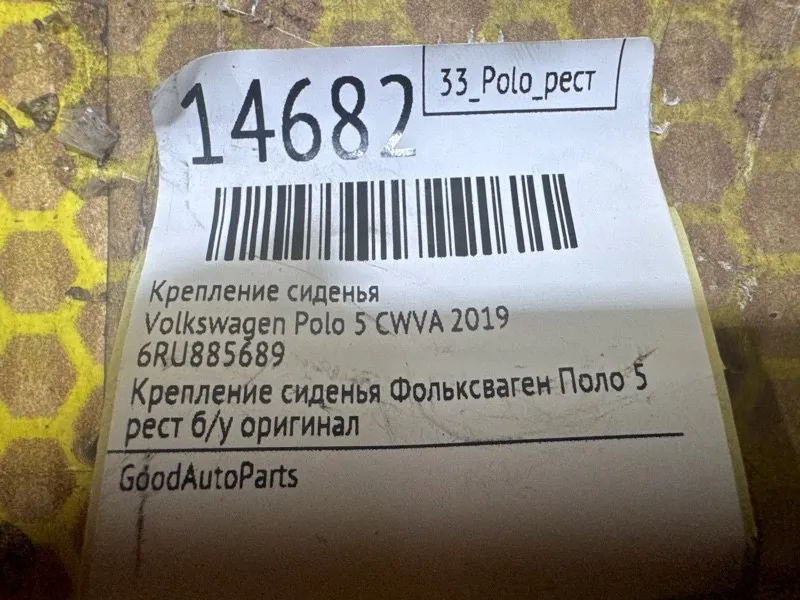 14682
33_Polo_рест
Крепление сиденья
Volkswagen Polo 5 CWVA 2019
6RU885689
Крепление сиденья Фольксваген Поло 5
рест б/у оригинал
GoodAutoParts